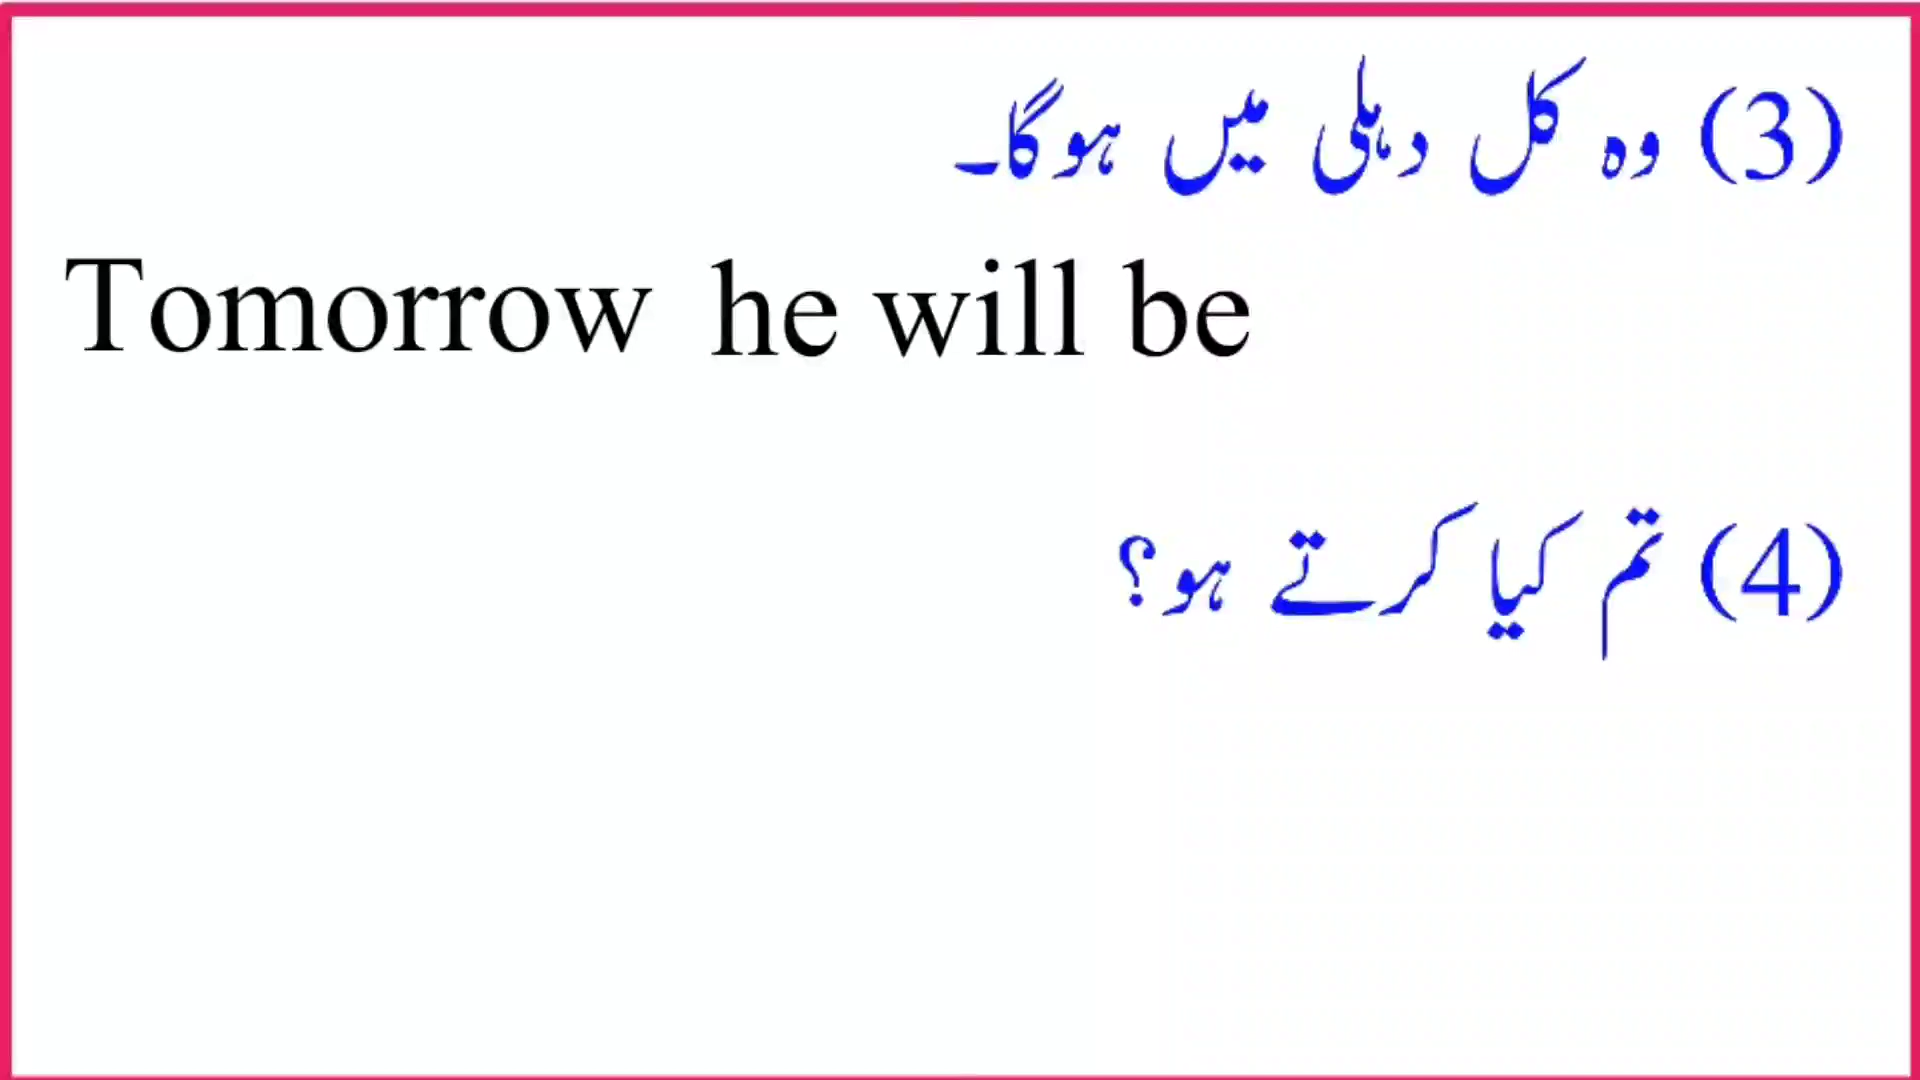 (3) وہ کل دہلی میں ہوگا۔
Tomorrow he will be
(4) تم کیا کرتے ہو؟